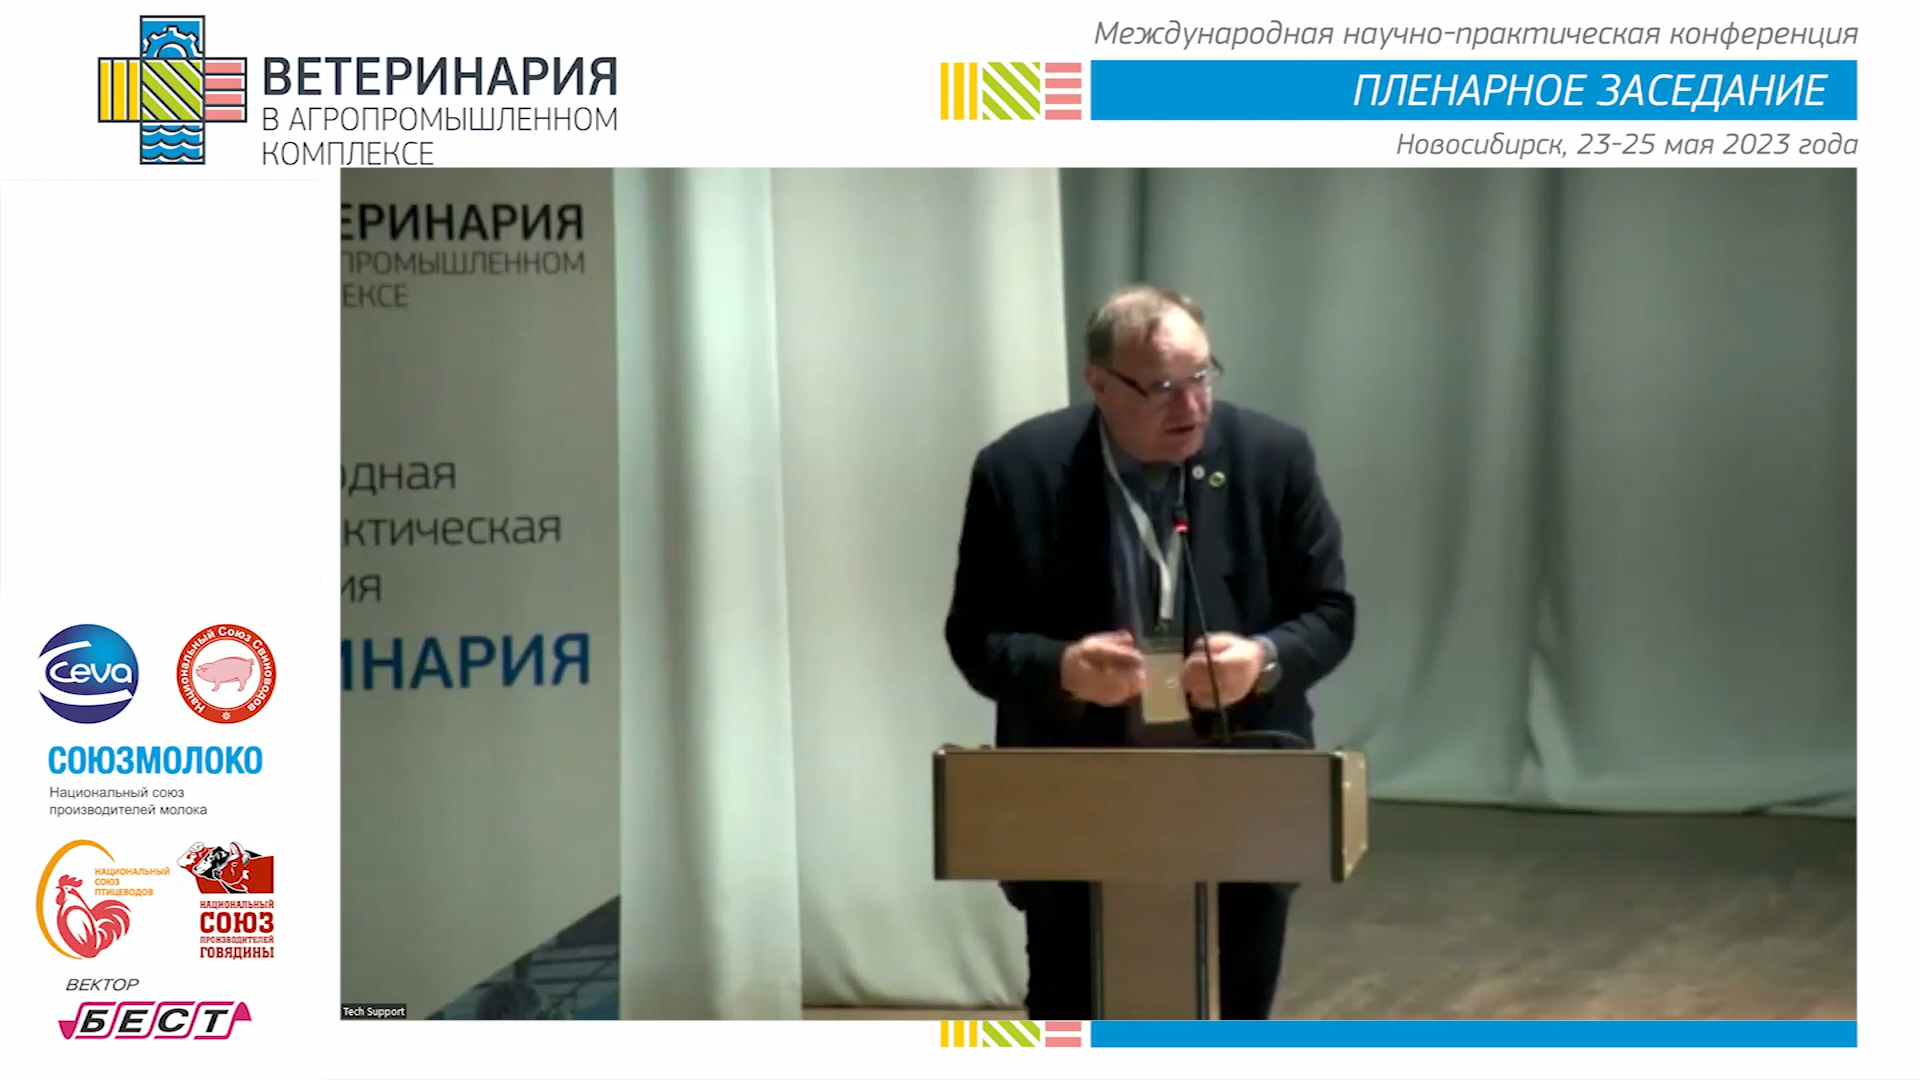 ВЕТЕРИНАРИЯ
В АГРОПРОМЫШЛЕННОМ
КОМПЛЕКСЕ
Международная научно-практическая конференция
ПЛЕНАРНОЕ ЗАСЕДАНИЕ
Новосибирск, 23-25 мая 2023 года
ЕРИНАРИЯ
ПРОМЫШЛЕННОМ
ЕКСЕ
одная
ктическая
ия
ИНАРИЯ
Ceva
Национальный Союз Свиноводов
СОЮЗМОЛОКО
Национальный союз
производителей молока
НАЦИОНАЛЬНЫЙ
СОЮЗ
ПТИЦЕВОДОВ
НАЦИОНАЛЬНЫЙ
СОЮЗ
ПРОИЗВОДИТЕЛЕЙ
ГОВЯДИНЫ
ВЕКТОР
БЕСТ
Tech Support